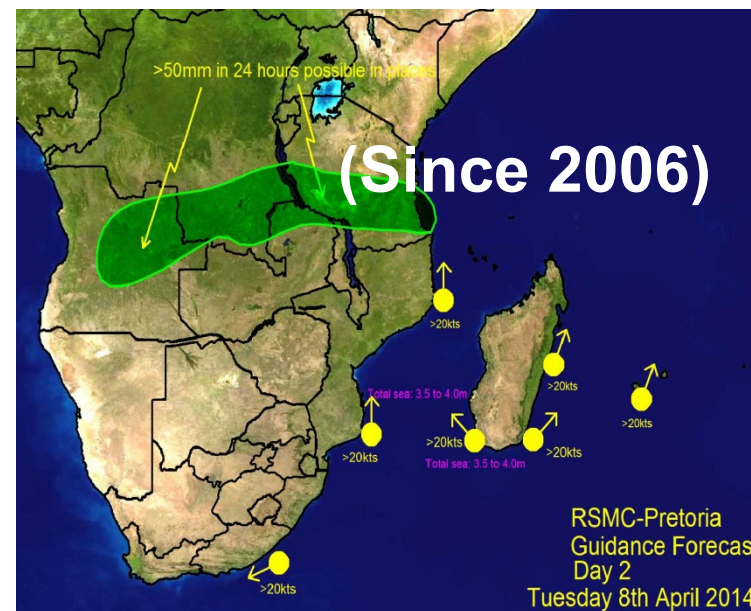 >50mm in 24 hours possible in places
(Since 2006)
>20kts
>20kts
Total sea: 3.5 to 4.0m
>20kts
>20kts
>20kts
>20kts
Total sea: 3.5 to 4.0m
RSMC-Pretoria
Guidance Forecas
Day 2
Tuesday 8th April 2014
>20kts